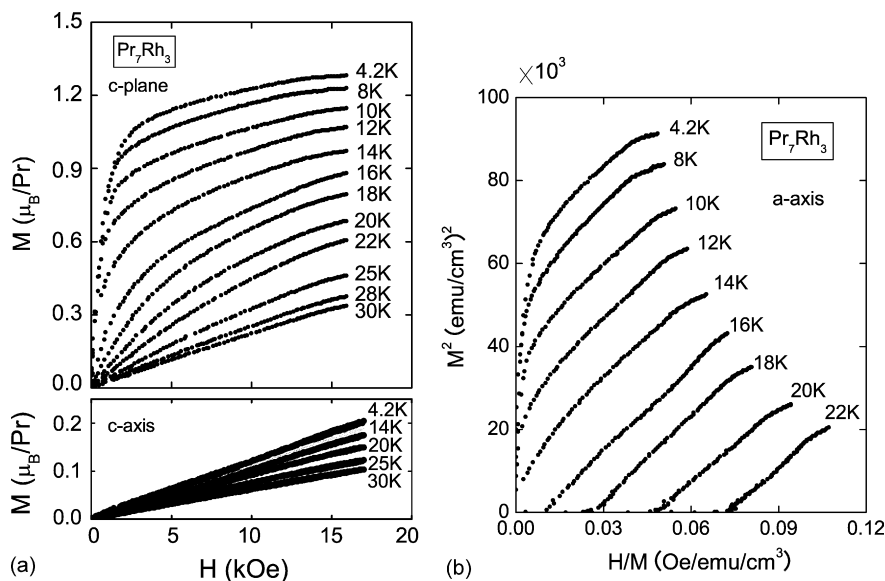 Pr7Rh3
c-plane
1.5
1.2
0.9
0.6
0.3
0.0
M (μB/Pr)
4.2K
8K
10K
12K
14K
16K
18K
20K
22K
25K
28K
30K
c-axis
0.2
0.1
0.0
M (μB/Pr)
4.2K
14K
20K
25K
30K
0 5 10 15 20
H (kOe)
(a)
×10³
100
80
60
40
20
0
M² (emu/cm³)²
Pr7Rh3
a-axis
4.2K
8K
10K
12K
14K
16K
18K
20K
22K
0.00 0.03 0.06 0.09 0.12
H/M (Oe/emu/cm³)
(b)